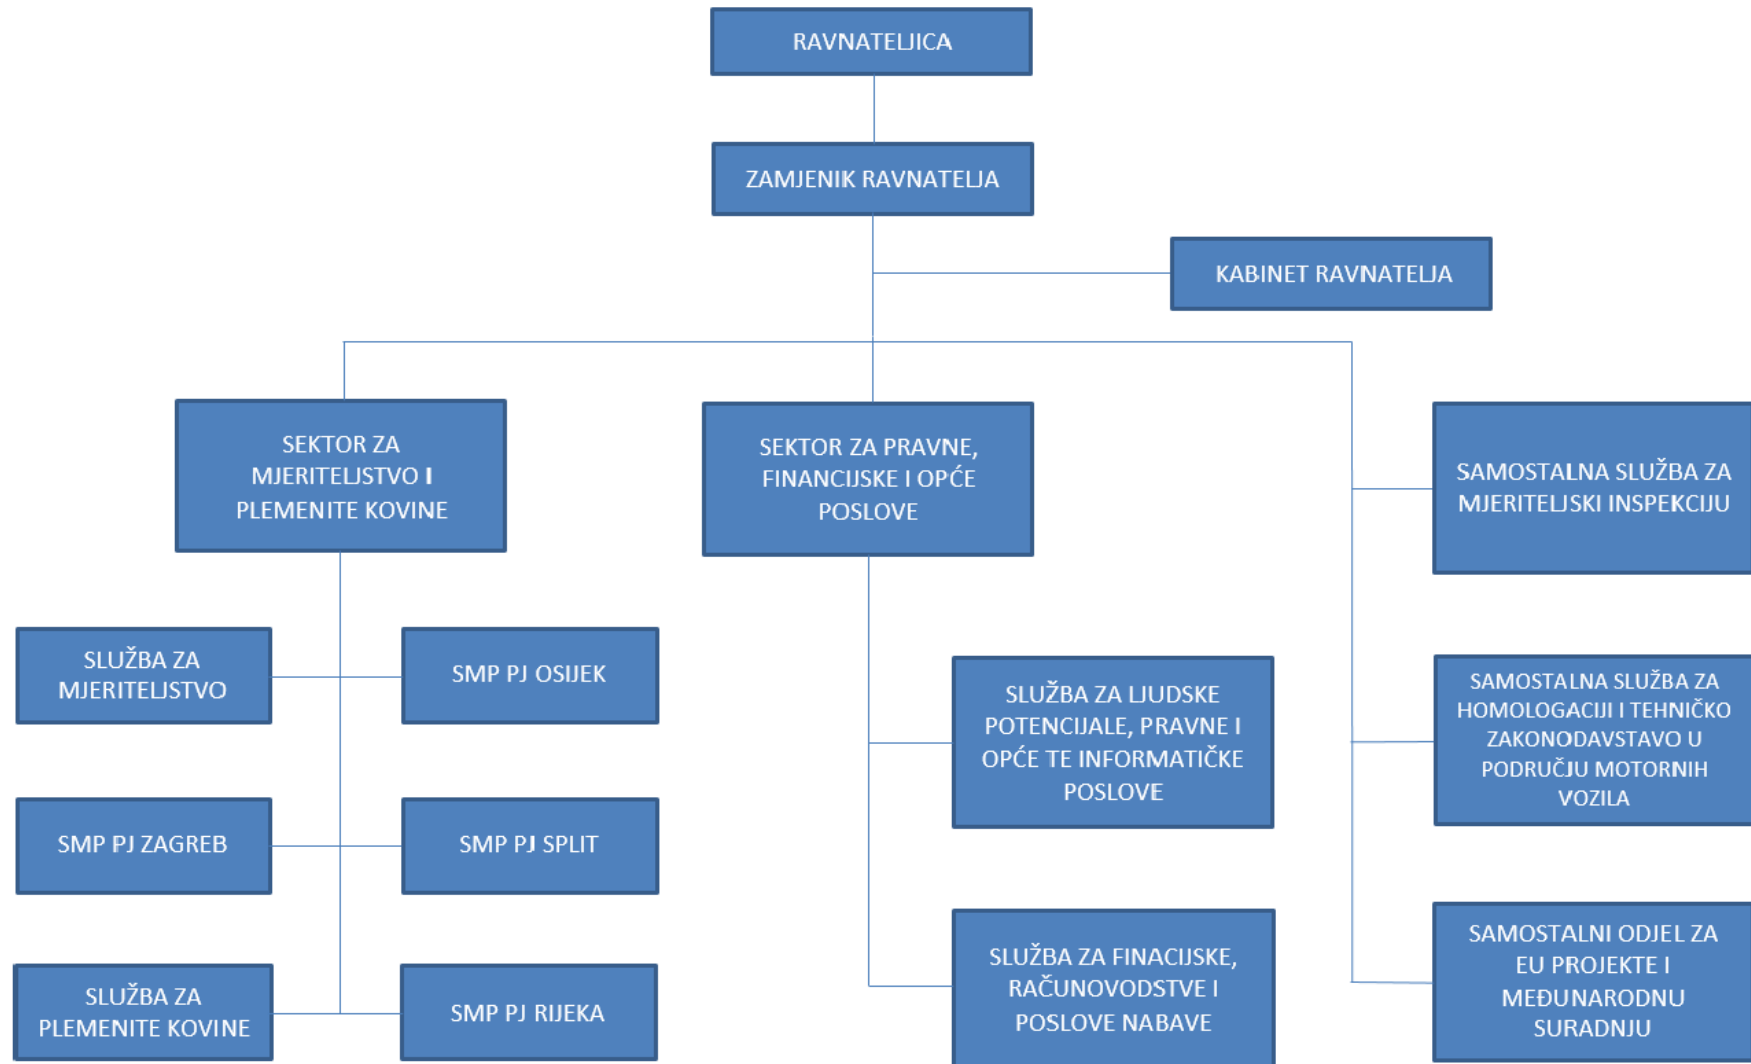 RAVNATELJICA
ZAMJENIK RAVNATELJA
KABINET RAVNATELJA
SEKTOR ZA
MJERITELJSTVO I
PLEMENITE KOVINE
SEKTOR ZA PRAVNE,
FINANCIJSKE I OPĆE
POSLOVE
SAMOSTALNA SLUŽBA ZA
MJERITELJSKI INSPEKCIJU
SLUŽBA ZA
MJERITELJSTVO
SMP PJ OSIJEK
SLUŽBA ZA LJUDSKE
POTENCIJALE, PRAVNE I
OPĆE TE INFORMATIČKE
POSLOVE
SAMOSTALNA SLUŽBA ZA
HOMOLOGACIJI I TEHNIČKO
ZAKONODAVSTAVO U
PODRUČJU MOTORNIH
VOZILA
SMP PJ ZAGREB
SMP PJ SPLIT
SLUŽBA ZA
PLEMENITE KOVINE
SMP PJ RIJEKA
SLUŽBA ZA FINACIJSKE,
RAČUNOVODSTVE I
POSLOVE NABAVE
SAMOSTALNI ODJEL ZA
EU PROJEKTE I
MEĐUNARODNU
SURADNJU